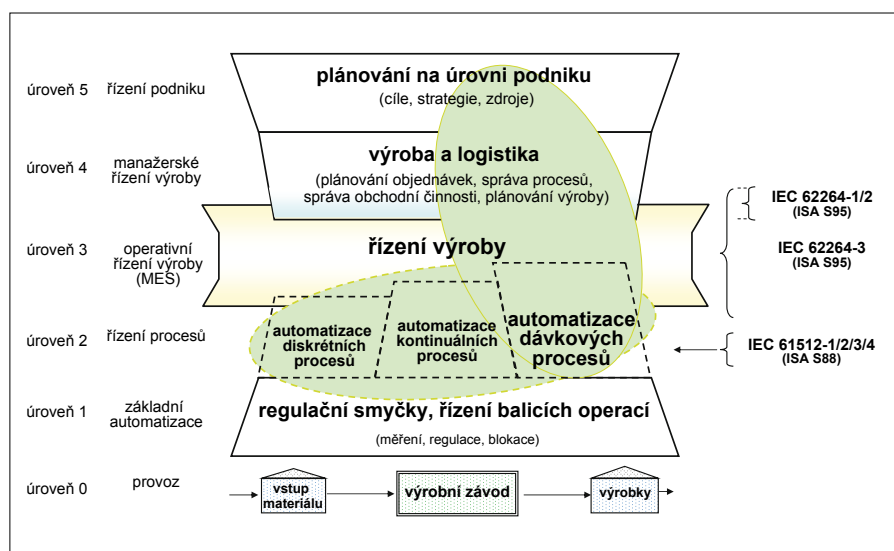 úroveň 5
řízení podniku
plánování na úrovni podniku
(cíle, strategie, zdroje)
úroveň 4
manažerské
řízení výroby
výroba a logistika
(plánování objednávek, správa procesů,
správa obchodní činnosti, plánování výroby)
IEC 62264-1/2
(ISA S95)
úroveň 3
operativní
řízení výroby
(MES)
řízení výroby
IEC 62264-3
(ISA S95)
úroveň 2
řízení procesů
automatizace
diskrétních
procesů
automatizace
kontinuálních
procesů
automatizace
dávkových
procesů
IEC 61512-1/2/3/4
(ISA S88)
úroveň 1
základní
automatizace
regulační smyčky, řízení balicích operací
(měření, regulace, blokace)
úroveň 0
provoz
vstup
materiálu
výrobní závod
výrobky